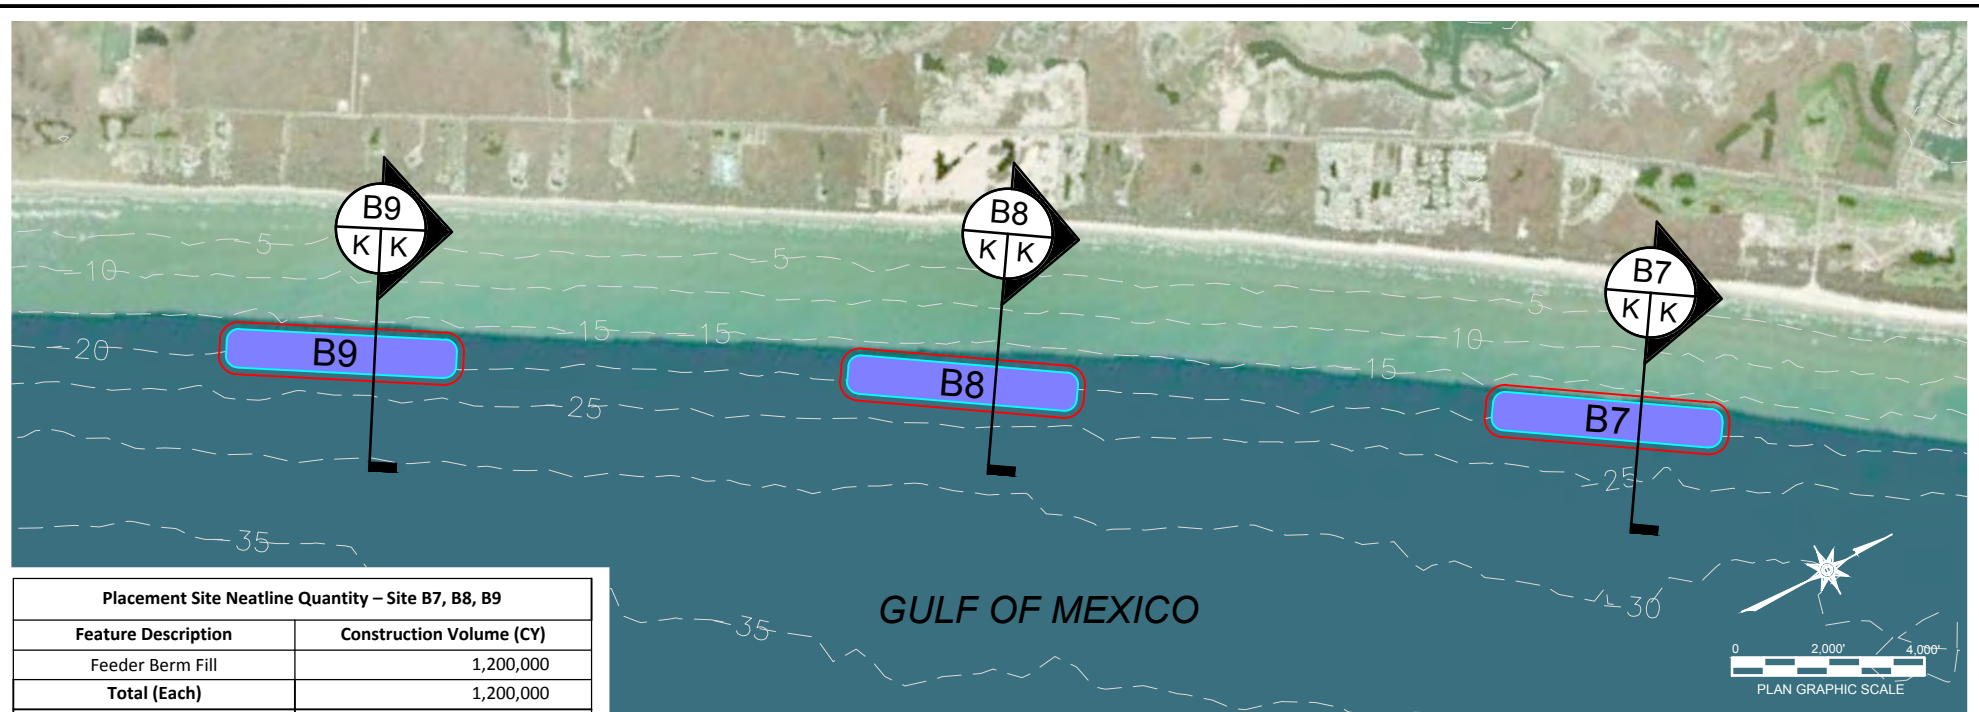 B9
K K
B8
K K
B7
K K
5
5
5
10
10
15
15
15
20
25
25
30
35
35
B9
B8
B7
GULF OF MEXICO
0 2,000' 4,000'
PLAN GRAPHIC SCALE
Placement Site Neatline Quantity – Site B7, B8, B9
Feature Description Construction Volume (CY)
Feeder Berm Fill 1,200,000
Total (Each) 1,200,000